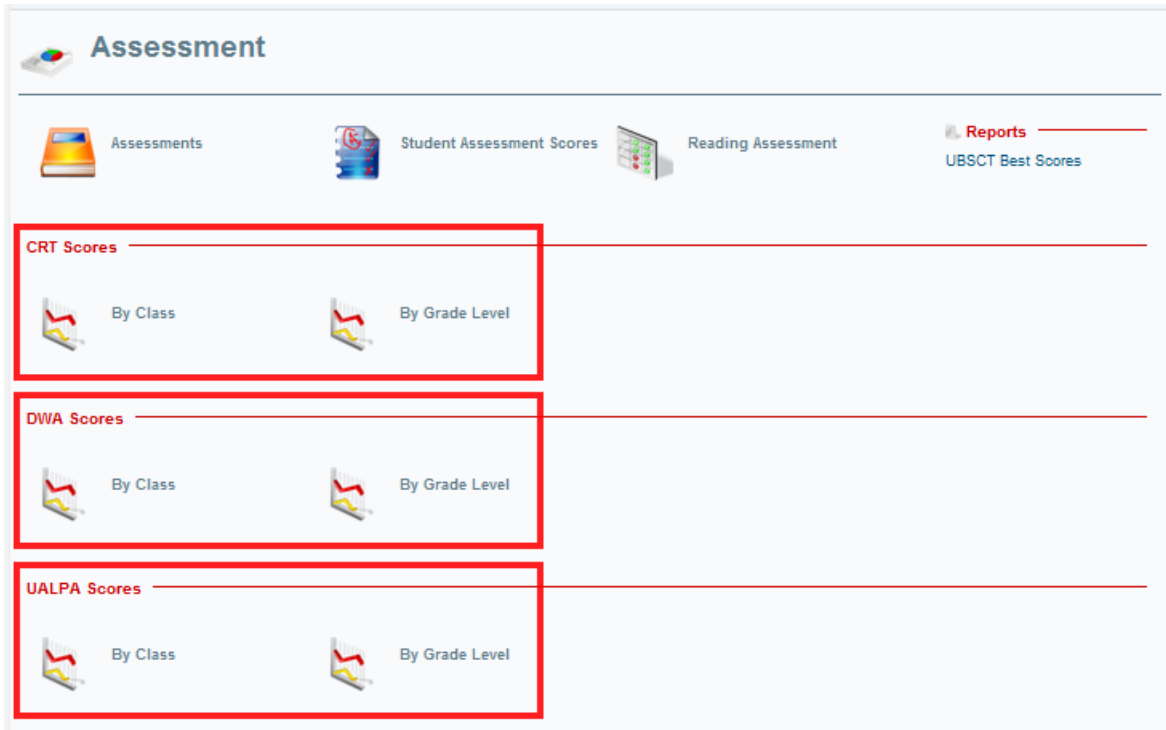 Assessment
Assessments
Student Assessment Scores
Reading Assessment
Reports
UBSCT Best Scores
CRT Scores
By Class
By Grade Level
DWA Scores
By Class
By Grade Level
UALPA Scores
By Class
By Grade Level